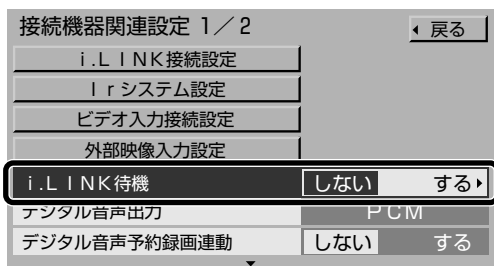 接続機器関連設定 1／2
戻る
ｉ.ＬＩＮＫ接続設定
Ｉｒシステム設定
ビデオ入力接続設定
外部映像入力設定
ｉ.ＬＩＮＫ待機 しない する
デジタル音声出力 ＰＣＭ
デジタル音声予約録画連動 しない する